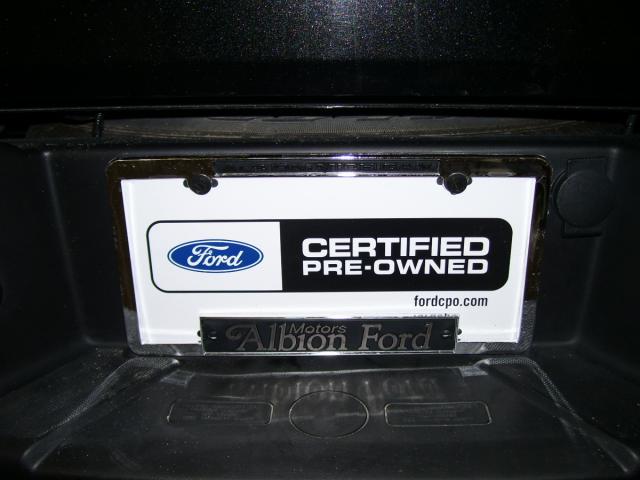 Ford
CERTIFIED
PRE-OWNED
fordcpo.com
Motors
Albion Ford